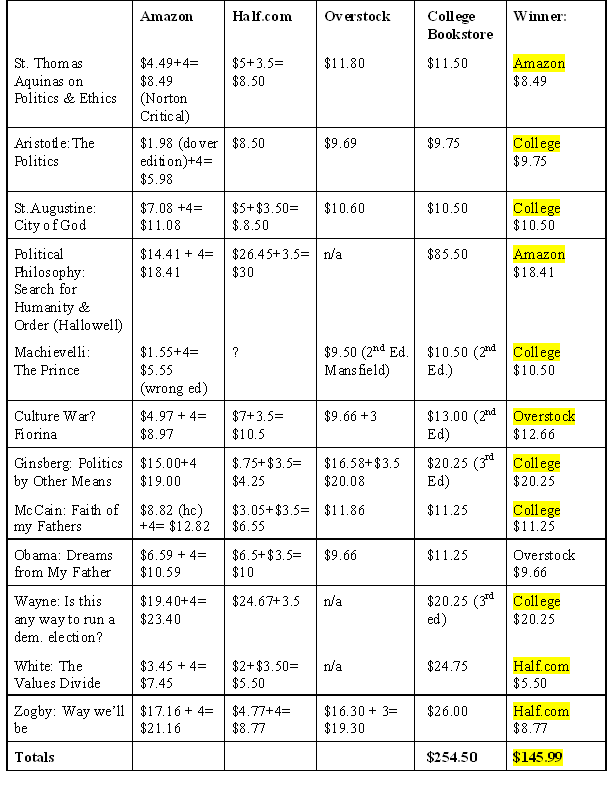 Amazon Half.com Overstock College Winner:
Bookstore
St. Thomas $4.49+4= $5+3.5= $11.80 $11.50 Amazon
Aquinas on $8.49 $8.50 $8.49
Politics & Ethics (Norton
Critical)
Aristotle:The $1.98 (dover $8.50 $9.69 $9.75 College
Politics edition)+4= $9.75
$5.98
St.Augustine: $7.08 +4= $5+$3.50= $10.60 $10.50 College
City of God $11.08 $.8.50 $10.50
Political $14.41 + 4= $26.45+3.5= n/a $85.50 Amazon
Philosophy: $18.41 $30 $18.41
Search for
Humanity &
Order (Hallowell)
Machievelli: $1.55+4= ? $9.50 (2nd Ed. $10.50 (2nd College
The Prince $5.55 Mansfield) Ed.) $10.50
(wrong ed)
Culture War? $4.97 + 4= $7+3.5= $9.66 +3 $13.00 (2nd Overstock
Fiorina $8.97 $10.5 Ed) $12.66
Ginsberg: Politics $15.00+4 $.75+$3.5= $16.58+$3.5 $20.25 (3rd College
by Other Means $19.00 $4.25 $20.08 Ed) $20.25
McCain: Faith of $8.82 (hc) $3.05+$3.5= $11.86 $11.25 College
my Fathers +4= $12.82 $6.55 $11.25
Obama: Dreams $6.59 + 4= $6.5+$3.5= $9.66 $11.25 Overstock
from My Father $10.59 $10 $9.66
Wayne: Is this $19.40+4= $24.67+3.5 n/a $20.25 (3rd College
any way to run a $23.40 ed) $20.25
dem. election?
White: The $3.45 + 4= $2+$3.50= n/a $24.75 Half.com
Values Divide $7.45 $5.50 $5.50
Zogby: Way we'll $17.16 + 4= $4.77+4= $16.30 + 3= $26.00 Half.com
be $21.16 $8.77 $19.30 $8.77
Totals $254.50 $145.99